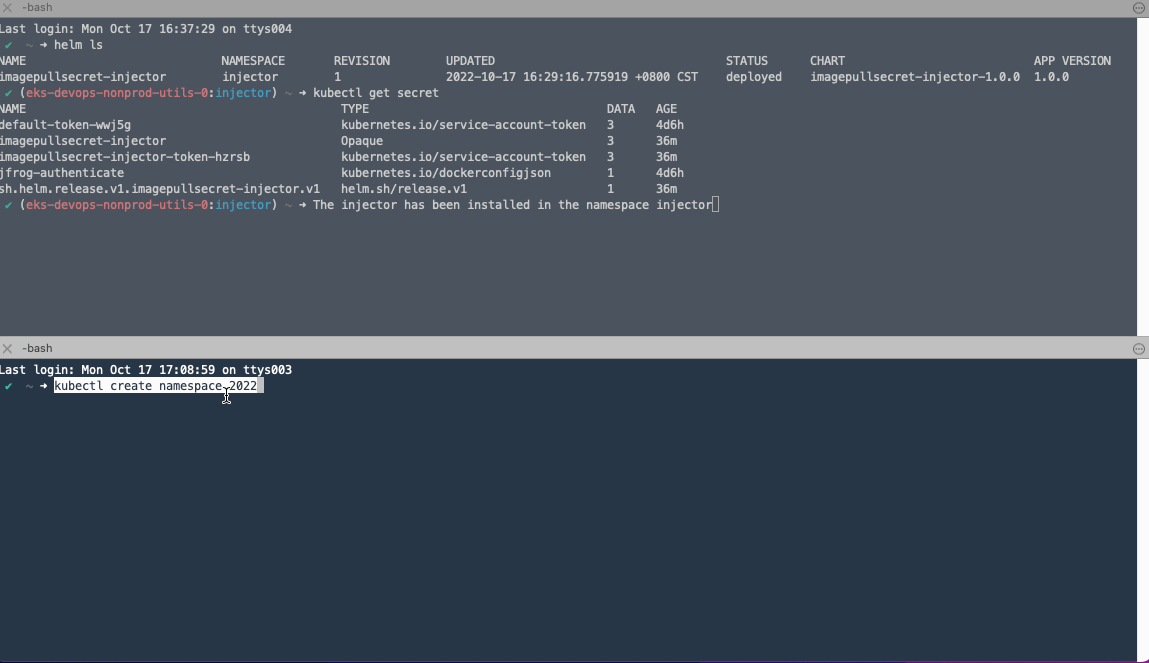 -bash
Last login: Mon Oct 17 16:37:29 on ttys004
✔ ~ ➜ helm ls
NAME NAMESPACE REVISION UPDATED STATUS CHART APP VERSION
imagepullsecret-injector injector 1 2022-10-17 16:29:16.775919 +0800 CST deployed imagepullsecret-injector-1.0.0 1.0.0
✔ (eks-devops-nonprod-utils-0:injector) ~ ➜ kubectl get secret
NAME TYPE DATA AGE
default-token-wwj5g kubernetes.io/service-account-token 3 4d6h
imagepullsecret-injector Opaque 3 36m
imagepullsecret-injector-token-hzrsb kubernetes.io/service-account-token 3 36m
jfrog-authenticate kubernetes.io/dockerconfigjson 1 4d6h
sh.helm.release.v1.imagepullsecret-injector.v1 helm.sh/release.v1 1 36m
✔ (eks-devops-nonprod-utils-0:injector) ~ ➜ The injector has been installed in the namespace injector
-bash
Last login: Mon Oct 17 17:08:59 on ttys003
✔ ~ ➜ kubectl create namespace 2022